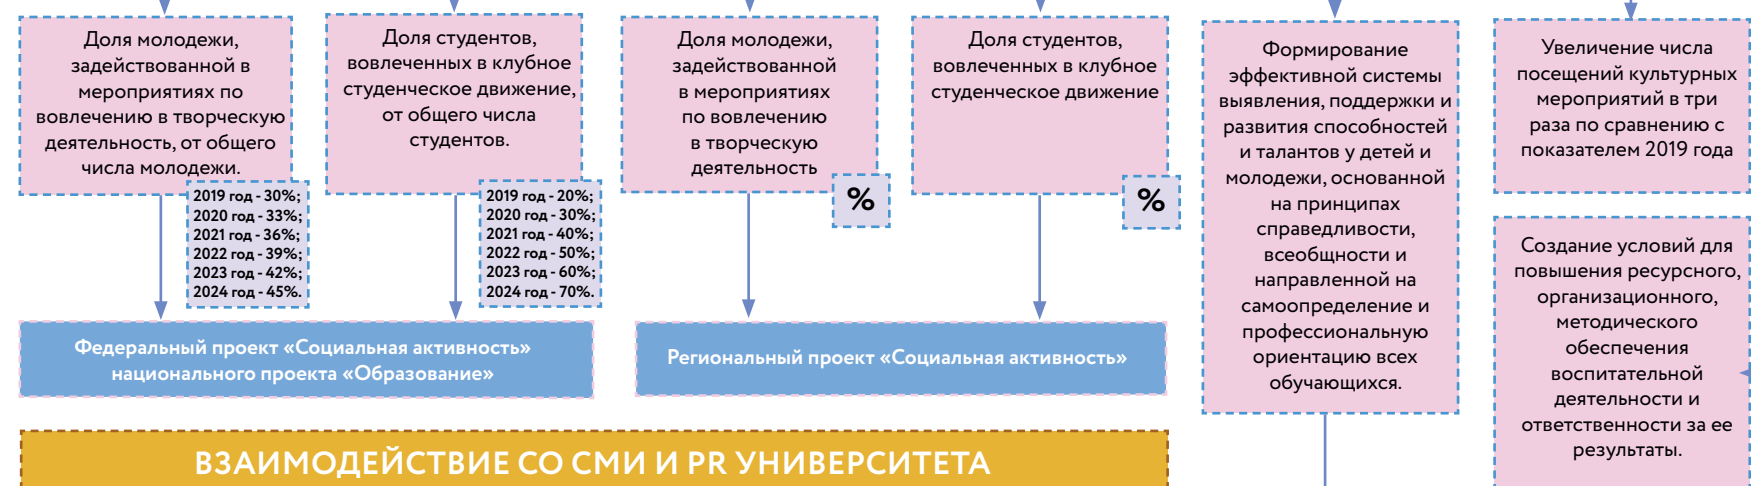 Доля молодежи,
задействованной в
мероприятиях по
вовлечению в творческую
деятельность, от общего
числа молодежи.
2019 год - 30%;
2020 год - 33%;
2021 год - 36%;
2022 год - 39%;
2023 год - 42%;
2024 год - 45%.
Доля студентов,
вовлеченных в клубное
студенческое движение,
от общего числа
студентов.
2019 год - 20%;
2020 год - 30%;
2021 год - 40%;
2022 год - 50%;
2023 год - 60%;
2024 год - 70%.
Доля молодежи,
задействованной
в мероприятиях
по вовлечению
в творческую
деятельность
%
Доля студентов,
вовлеченных в клубное
студенческое движение
%
Формирование
эффективной системы
выявления, поддержки и
развития способностей
и талантов у детей и
молодежи, основанной
на принципах
справедливости,
всеобщности и
направленной на
самоопределение и
профессиональную
ориентацию всех
обучающихся.
Увеличение числа
посещений культурных
мероприятий в три
раза по сравнению с
показателем 2019 года
Создание условий для
повышения ресурсного,
организационного,
методического
обеспечения
воспитательной
деятельности и
ответственности за ее
результаты.
Федеральный проект «Социальная активность»
национального проекта «Образование»
Региональный проект «Социальная активность»
ВЗАИМОДЕЙСТВИЕ СО СМИ И PR УНИВЕРСИТЕТА